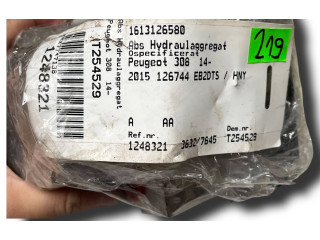 1613126580
Abs Hydraulaggregat
Ospecificerat
Peugeot 308 14-
2015 126744 EB2DTS / HNY
A AA
Ref.nr. Dem.nr.
1248321 3632/7645 T254529
219
Abs Hydraulaggregat
Peugeot 308 14-
T254529
1248321